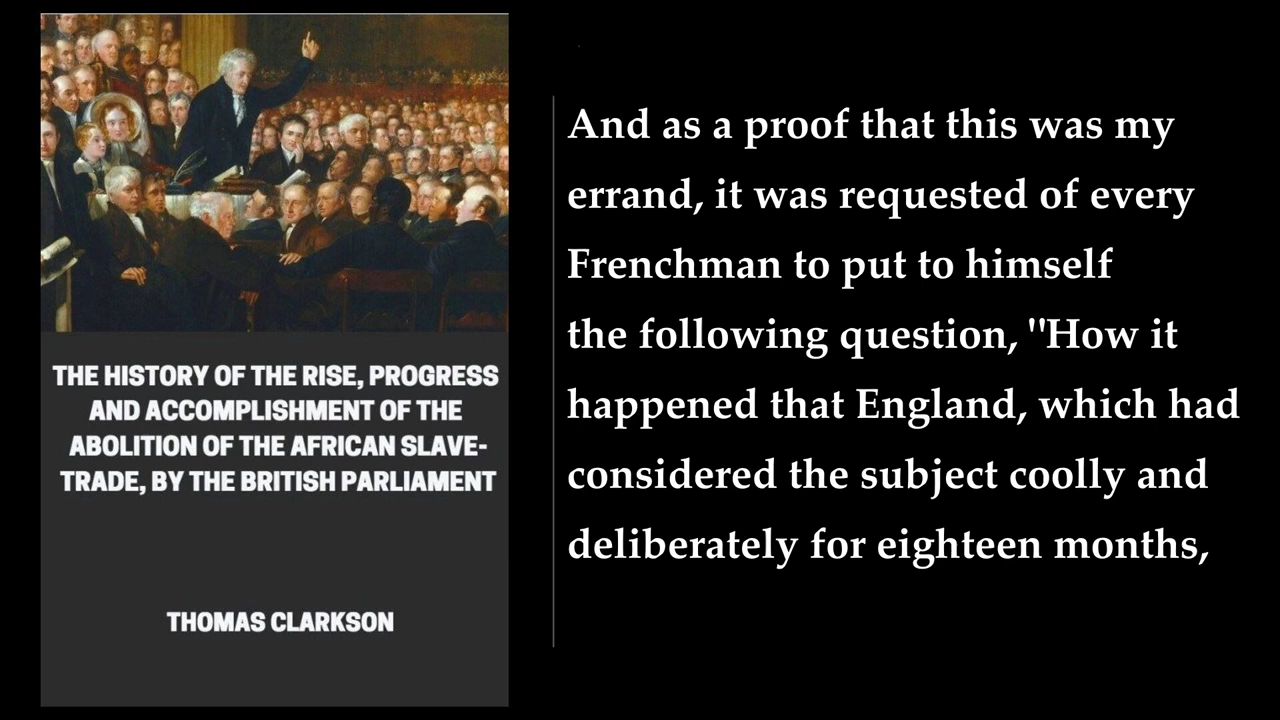 THE HISTORY OF THE RISE, PROGRESS
AND ACCOMPLISHMENT OF THE
ABOLITION OF THE AFRICAN SLAVE-
TRADE, BY THE BRITISH PARLIAMENT
THOMAS CLARKSON
And as a proof that this was my
errand, it was requested of every
Frenchman to put to himself
the following question, "How it
happened that England, which had
considered the subject coolly and
deliberately for eighteen months,